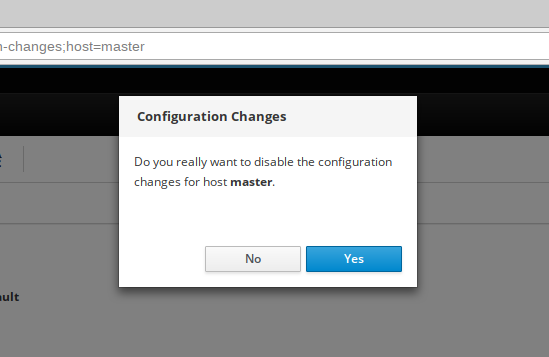 n-changes;host=master
Configuration Changes
Do you really want to disable the configuration
changes for host master.
No
Yes
ault